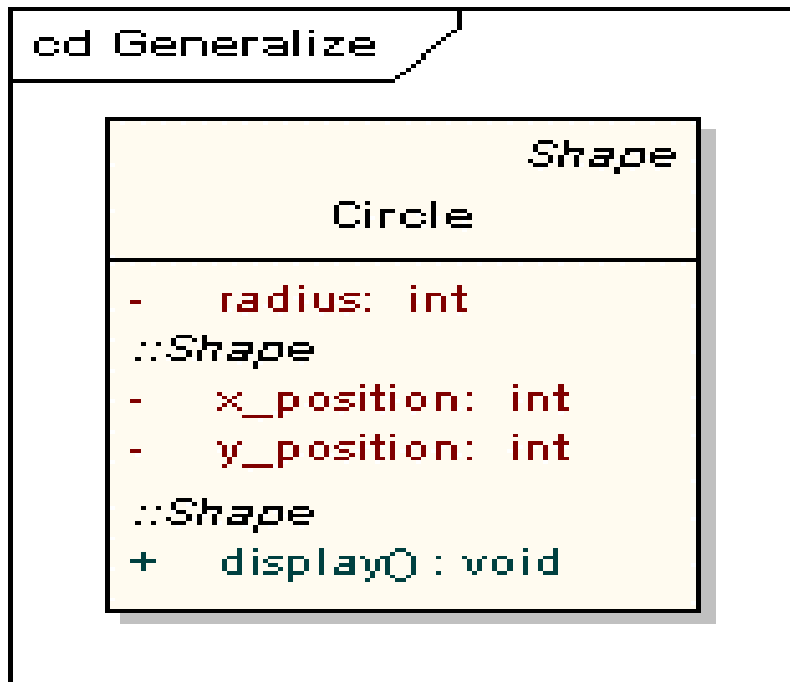 cd Generalize
Shape
Circle
- radius: int
::Shape
- x_position: int
- y_position: int
::Shape
+ display() : void